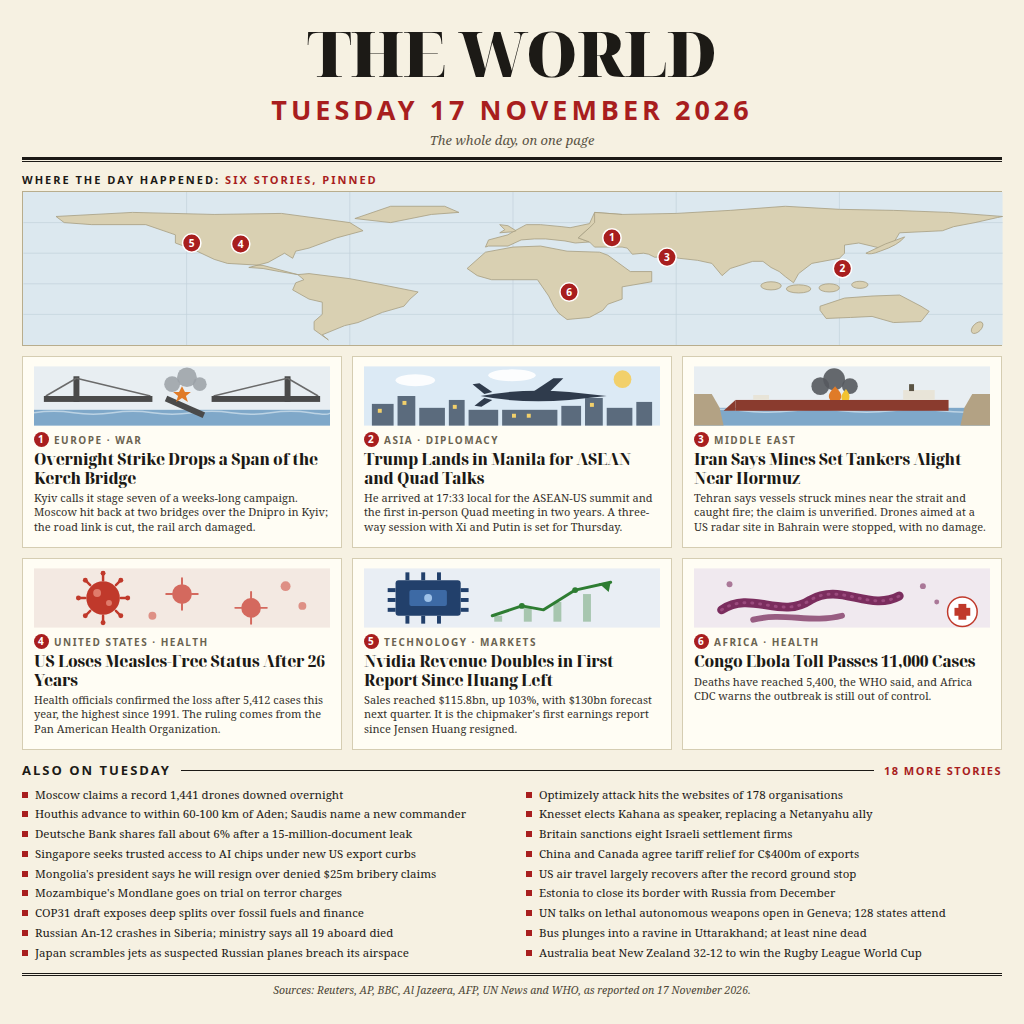 THE WORLD
TUESDAY 17 NOVEMBER 2026
The whole day, on one page
WHERE THE DAY HAPPENED: SIX STORIES, PINNED
5
4
1
3
2
6
1 EUROPE · WAR
Overnight Strike Drops a Span of the
Kerch Bridge
Kyiv calls it stage seven of a weeks-long campaign.
Moscow hit back at two bridges over the Dnipro in Kyiv;
the road link is cut, the rail arch damaged.
2 ASIA · DIPLOMACY
Trump Lands in Manila for ASEAN
and Quad Talks
He arrived at 17:33 local for the ASEAN-US summit and
the first in-person Quad meeting in two years. A three-
way session with Xi and Putin is set for Thursday.
3 MIDDLE EAST
Iran Says Mines Set Tankers Alight
Near Hormuz
Tehran says vessels struck mines near the strait and
caught fire; the claim is unverified. Drones aimed at a
US radar site in Bahrain were stopped, with no damage.
4 UNITED STATES · HEALTH
US Loses Measles-Free Status After 26
Years
Health officials confirmed the loss after 5,412 cases this
year, the highest since 1991. The ruling comes from the
Pan American Health Organization.
5 TECHNOLOGY · MARKETS
Nvidia Revenue Doubles in First
Report Since Huang Left
Sales reached $115.8bn, up 103%, with $130bn forecast
next quarter. It is the chipmaker's first earnings report
since Jensen Huang resigned.
6 AFRICA · HEALTH
Congo Ebola Toll Passes 11,000 Cases
Deaths have reached 5,400, the WHO said, and Africa
CDC warns the outbreak is still out of control.
ALSO ON TUESDAY
18 MORE STORIES
Moscow claims a record 1,441 drones downed overnight
Houthis advance to within 60-100 km of Aden; Saudis name a new commander
Deutsche Bank shares fall about 6% after a 15-million-document leak
Singapore seeks trusted access to AI chips under new US export curbs
Mongolia's president says he will resign over denied $25m bribery claims
Mozambique's Mondlane goes on trial on terror charges
COP31 draft exposes deep splits over fossil fuels and finance
Russian An-12 crashes in Siberia; ministry says all 19 aboard died
Japan scrambles jets as suspected Russian planes breach its airspace
Optimizely attack hits the websites of 178 organisations
Knesset elects Kahana as speaker, replacing a Netanyahu ally
Britain sanctions eight Israeli settlement firms
China and Canada agree tariff relief for C$400m of exports
US air travel largely recovers after the record ground stop
Estonia to close its border with Russia from December
UN talks on lethal autonomous weapons open in Geneva; 128 states attend
Bus plunges into a ravine in Uttarakhand; at least nine dead
Australia beat New Zealand 32-12 to win the Rugby League World Cup
Sources: Reuters, AP, BBC, Al Jazeera, AFP, UN News and WHO, as reported on 17 November 2026.